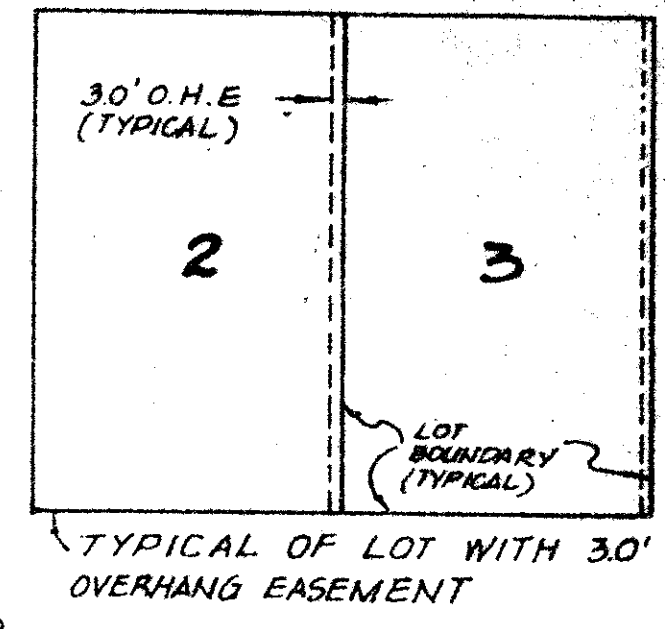 3.0' O.H.E
(TYPICAL)
2
3
LOT
BOUNDARY
(TYPICAL)
TYPICAL OF LOT WITH 3.0'
OVERHANG EASEMENT